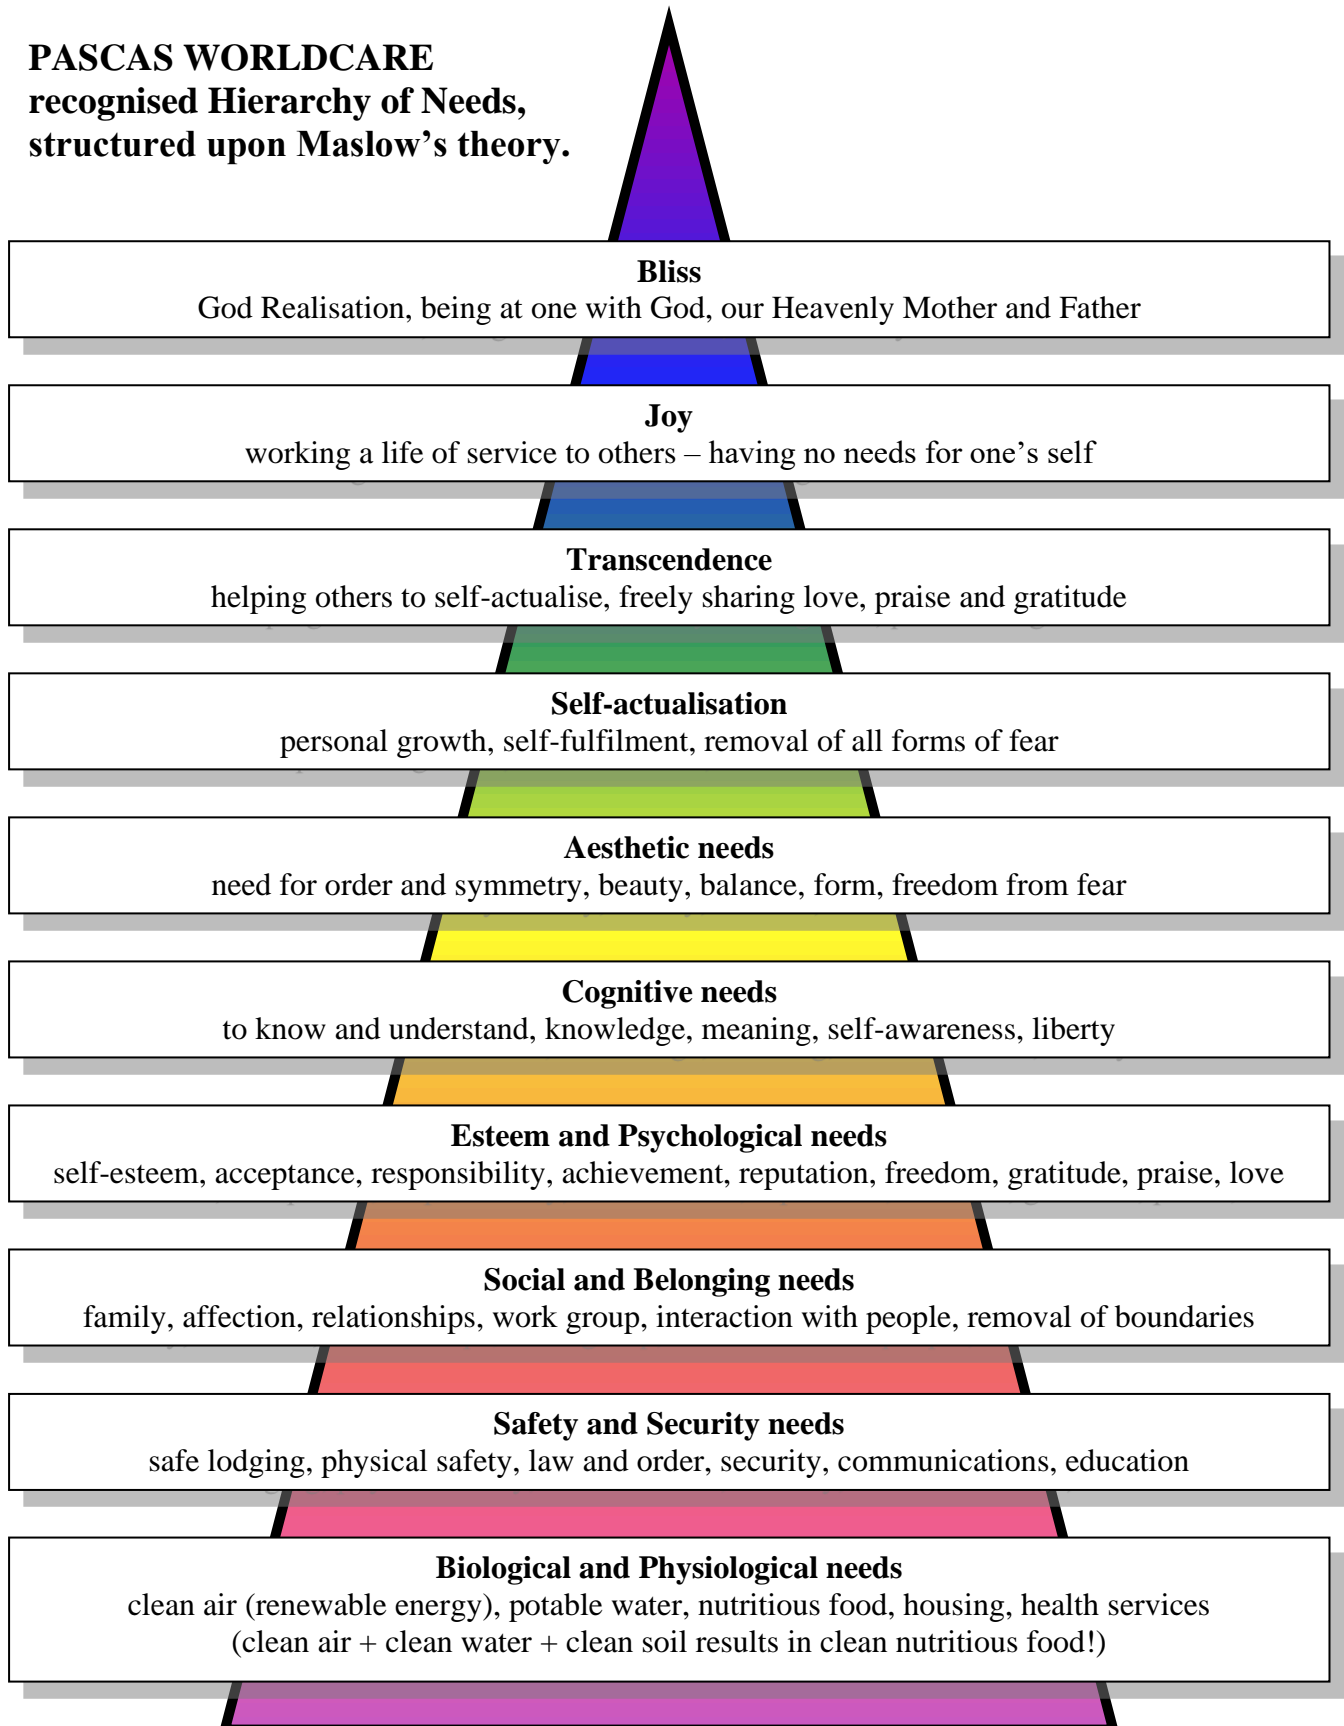 PASCAS WORLDCARE
recognised Hierarchy of Needs,
structured upon Maslow’s theory.
Bliss
God Realisation, being at one with God, our Heavenly Mother and Father
Joy
working a life of service to others – having no needs for one’s self
Transcendence
helping others to self-actualise, freely sharing love, praise and gratitude
Self-actualisation
personal growth, self-fulfilment, removal of all forms of fear
Aesthetic needs
need for order and symmetry, beauty, balance, form, freedom from fear
Cognitive needs
to know and understand, knowledge, meaning, self-awareness, liberty
Esteem and Psychological needs
self-esteem, acceptance, responsibility, achievement, reputation, freedom, gratitude, praise, love
Social and Belonging needs
family, affection, relationships, work group, interaction with people, removal of boundaries
Safety and Security needs
safe lodging, physical safety, law and order, security, communications, education
Biological and Physiological needs
clean air (renewable energy), potable water, nutritious food, housing, health services
(clean air + clean water + clean soil results in clean nutritious food!)